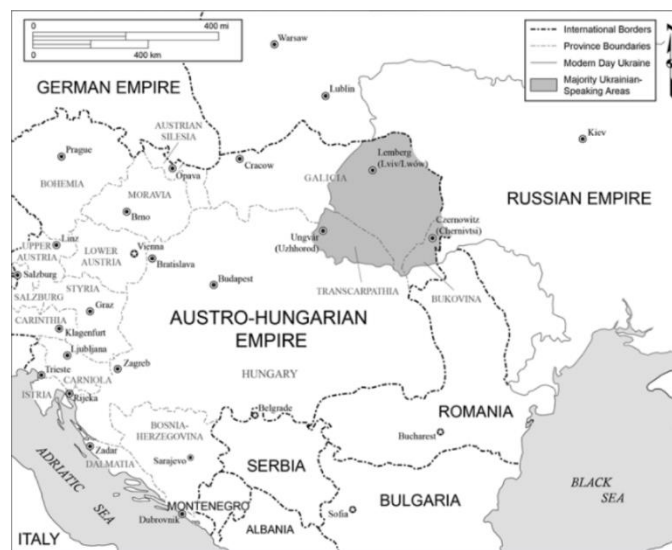 400 mi
400 km
International Borders
Province Boundaries
Modern Day Ukraine
Majority Ukrainian-
Speaking Areas
Warsaw
GERMAN EMPIRE
Lublin
AUSTRIAN
SILESIA
Kiev
Prague
Cracow
Lemberg
(Lviv/Lwów)
Opava
GALICIA
BOHEMIA
MORAVIA
RUSSIAN EMPIRE
Brno
Czernowitz
(Chernivtsi)
Ungvár
(Uzhhorod)
Linz
UPPER
AUSTRIA
LOWER
AUSTRIA
Vienna
Bratislava
Salzburg
Budapest
TRANSCARPATHIA
BUKOVINA
STYRIA
SALZBURG
Graz
AUSTRO-HUNGARIAN
EMPIRE
CARINTHIA
Klagenfurt
Ljubljana
Trieste
Zagreb
HUNGARY
CARNIOLA
ISTRIA
Rijeka
Belgrade
ROMANIA
BOSNIA-
HERZEGOVINA
Bucharest
Zadar
Sarajevo
DALMATIA
SERBIA
ADRIATIC
SEA
BLACK
SEA
MONTENEGRO
BULGARIA
Dubrovnik
Sofia
ALBANIA
ITALY